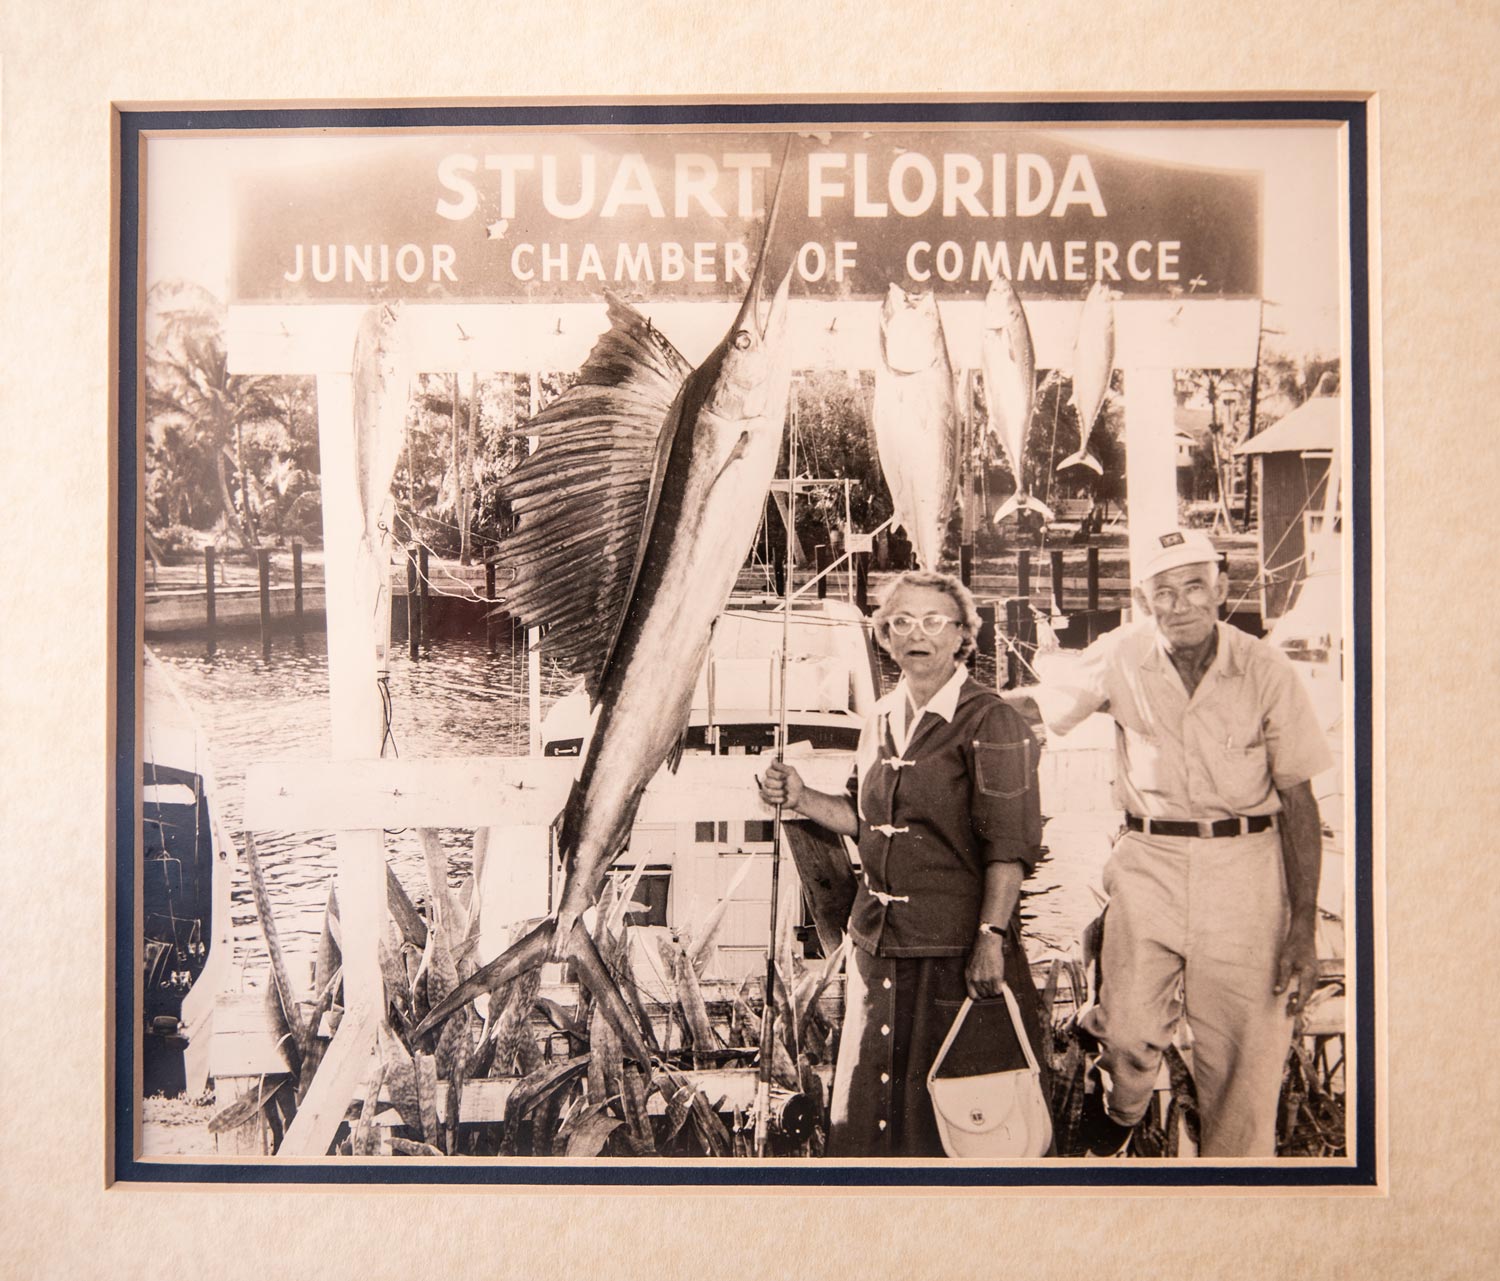 STUART FLORIDA
JUNIOR CHAMBER OF COMMERCE